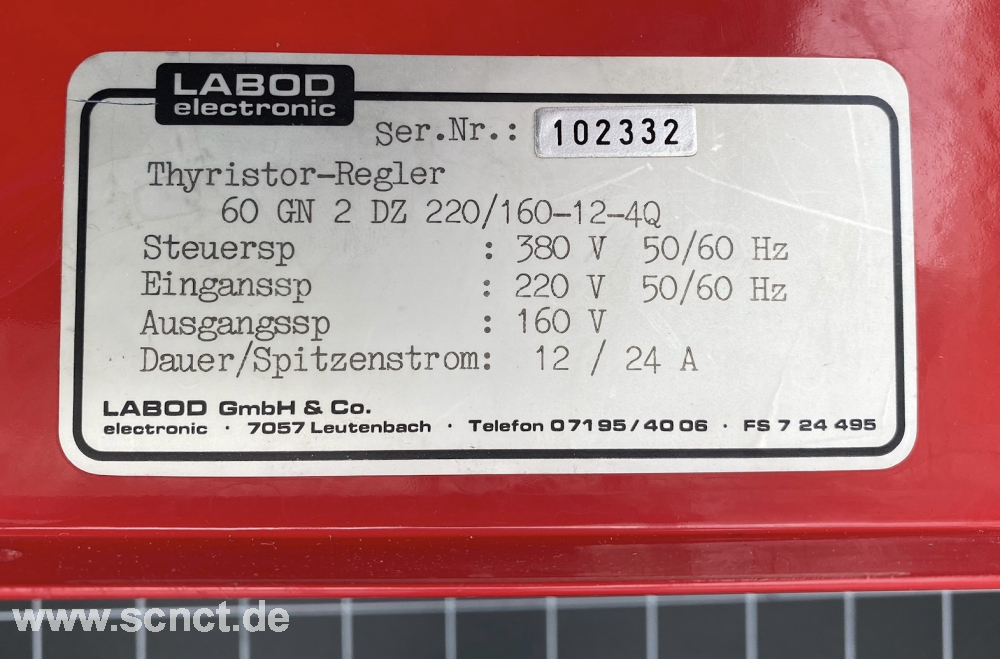 LABOD
electronic
Ser.Nr.: 102332
Thyristor-Regler
60 GN 2 DZ 220/160-12-4Q
Steuersp : 380 V 50/60 Hz
Einganssp : 220 V 50/60 Hz
Ausgangssp : 160 V
Dauer/Spitzenstrom: 12 / 24 A
LABOD GmbH & Co.
electronic · 7057 Leutenbach · Telefon 0 71 95 / 40 06 · FS 7 24 495
www.scnct.de